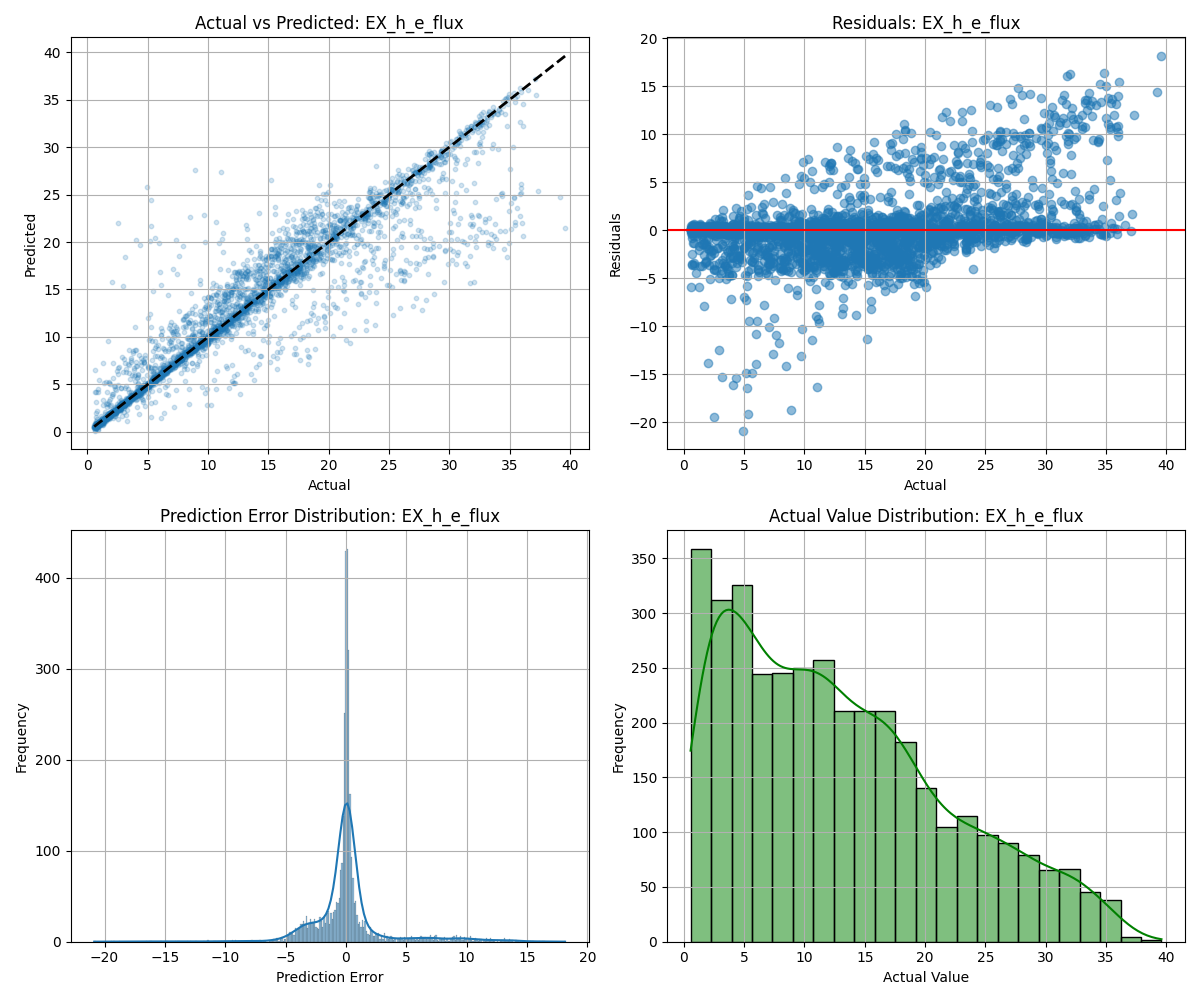 Actual vs Predicted: EX_h_e_flux
Predicted
40
35
30
25
20
15
10
5
0
0 5 10 15 20 25 30 35 40
Actual
Residuals: EX_h_e_flux
Residuals
20
15
10
5
0
−5
−10
−15
−20
0 5 10 15 20 25 30 35 40
Actual
Prediction Error Distribution: EX_h_e_flux
Frequency
400
300
200
100
0
−20 −15 −10 −5 0 5 10 15 20
Prediction Error
Actual Value Distribution: EX_h_e_flux
Frequency
350
300
250
200
150
100
50
0
0 5 10 15 20 25 30 35 40
Actual Value